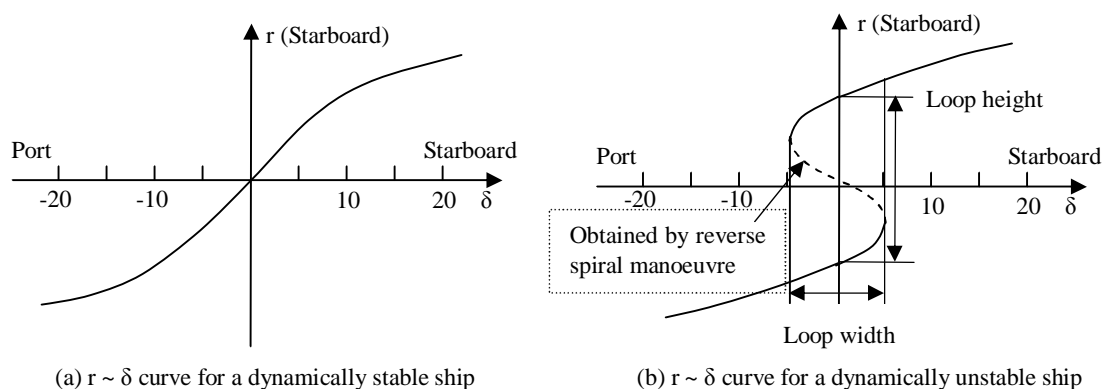 r (Starboard)
Port
Starboard
-20
-10
10
20
δ
(a) r ~ δ curve for a dynamically stable ship
r (Starboard)
Loop height
Port
Starboard
-20
-10
10
20
δ
Obtained by reverse
spiral manoeuvre
Loop width
(b) r ~ δ curve for a dynamically unstable ship